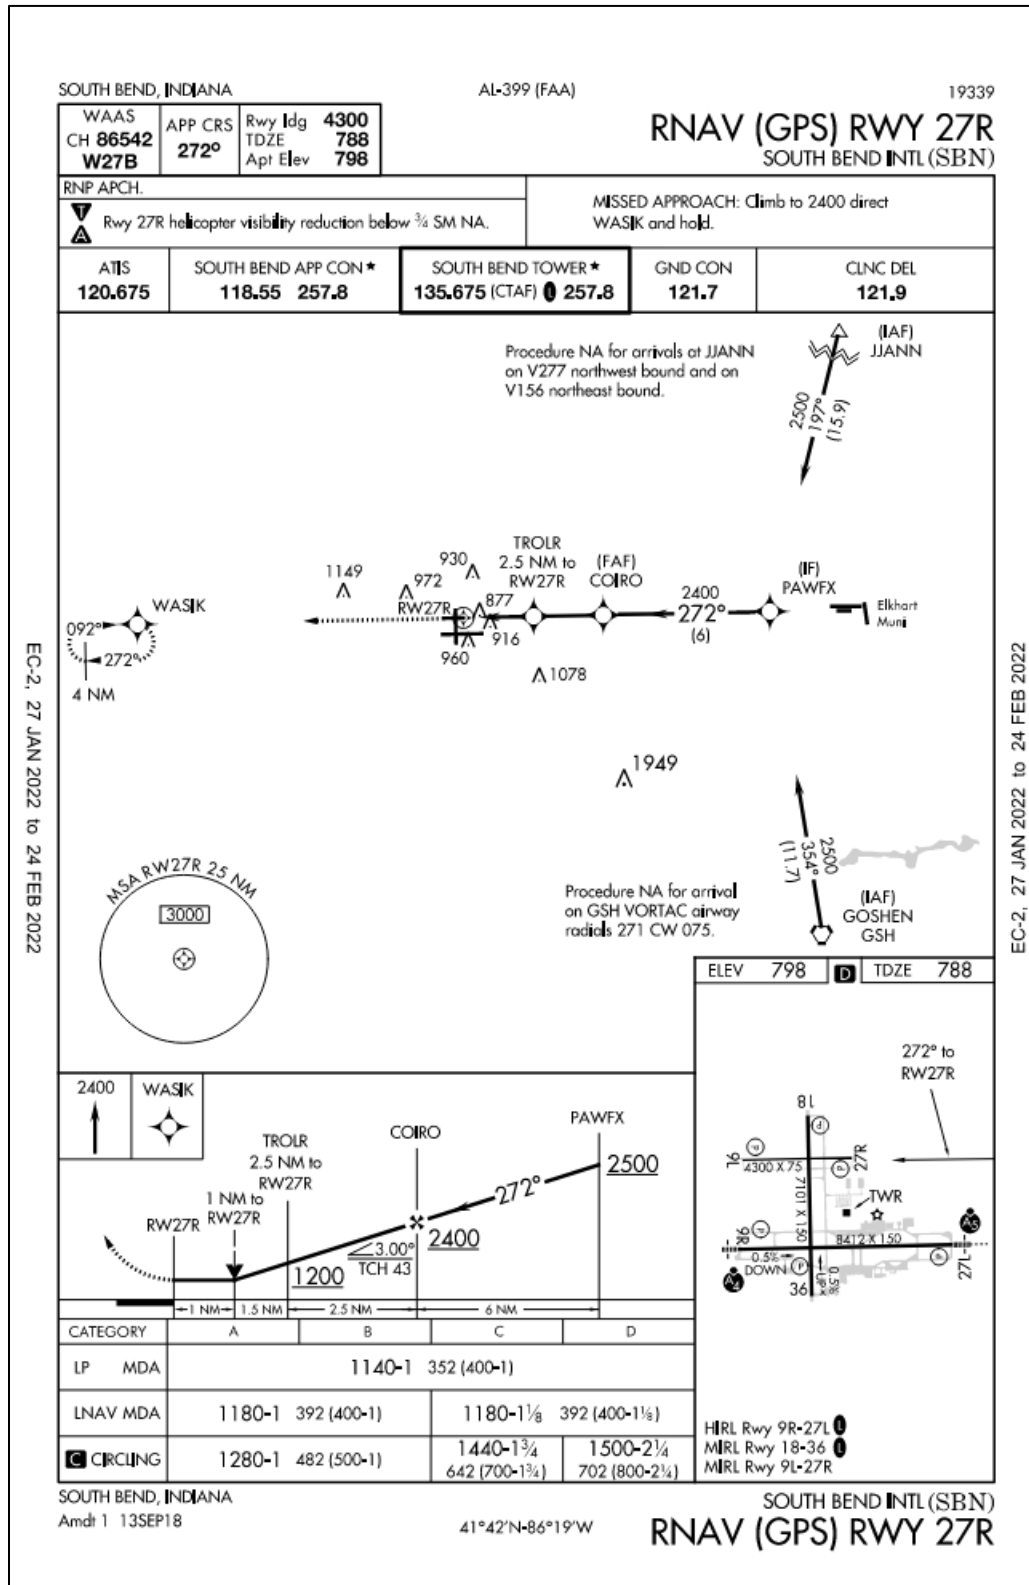 SOUTH BEND, INDIANA
AL-399 (FAA)
19339
WAAS
CH 86542
W27B
APP CRS
272°
Rwy ldg 4300
TDZE 788
Apt Elev 798
RNAV (GPS) RWY 27R
SOUTH BEND INTL (SBN)
RNP APCH.
T
A
Rwy 27R helicopter visibility reduction below ¾ SM NA.
MISSED APPROACH: Climb to 2400 direct
WASIK and hold.
ATIS
120.675
SOUTH BEND APP CON★
118.55 257.8
SOUTH BEND TOWER★
135.675 (CTAF) L 257.8
GND CON
121.7
CLNC DEL
121.9
Procedure NA for arrivals at JJANN
on V277 northwest bound and on
V156 northeast bound.
(IAF)
JJANN
2500
197°
(15.9)
TROLR
2.5 NM to
RW27R
(FAF)
COIRO
(IF)
PAWFX
2400
272°
(6)
Elkhart
Muni
1149
972
930
877
RW27R
916
960
1078
WASIK
092°
272°
4 NM
1949
2500
354°
(11.7)
MSA RW27R 25 NM
3000
Procedure NA for arrival
on GSH VORTAC airway
radials 271 CW 075.
(IAF)
GOSHEN
GSH
EC-2, 27 JAN 2022 to 24 FEB 2022
EC-2, 27 JAN 2022 to 24 FEB 2022
ELEV 798 D TDZE 788
272° to
RW27R
18
9L
4300 X 75
27R
7101 X 150
TWR
9R
8412 X 150
27L
0.5%
DOWN
0.5%
UP
36
A5
A4
P
P
P
P
P
P
HIRL Rwy 9R-27L L
MIRL Rwy 18-36 L
MIRL Rwy 9L-27R
2400
WASIK
RW27R
1 NM to
RW27R
TROLR
2.5 NM to
RW27R
COIRO
PAWFX
2500
272°
2400
3.00°
TCH 43
1200
1 NM
1.5 NM
2.5 NM
6 NM
CATEGORY A B C D
LP MDA 1140-1 352 (400-1)
LNAV MDA 1180-1 392 (400-1) 1180-1⅛ 392 (400-1⅛)
C CIRCLING 1280-1 482 (500-1)
1440-1¾
642 (700-1¾)
1500-2¼
702 (800-2¼)
SOUTH BEND, INDIANA
Amdt 1 13SEP18
41°42'N-86°19'W
SOUTH BEND INTL (SBN)
RNAV (GPS) RWY 27R